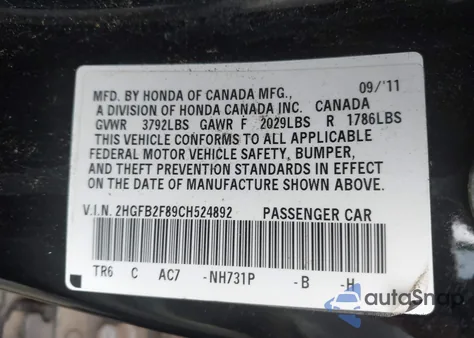 MFD. BY HONDA OF CANADA MFG., 09/'11
A DIVISION OF HONDA CANADA INC. CANADA
GVWR 3792LBS GAWR F 2029LBS R 1786LBS
THIS VEHICLE CONFORMS TO ALL APPLICABLE
FEDERAL MOTOR VEHICLE SAFETY, BUMPER,
AND THEFT PREVENTION STANDARDS IN EFFECT
ON THE DATE OF MANUFACTURE SHOWN ABOVE.
V.I.N. 2HGFB2F89CH524892 PASSENGER CAR
TR6 C AC7 -NH731P -B -H
autosnap